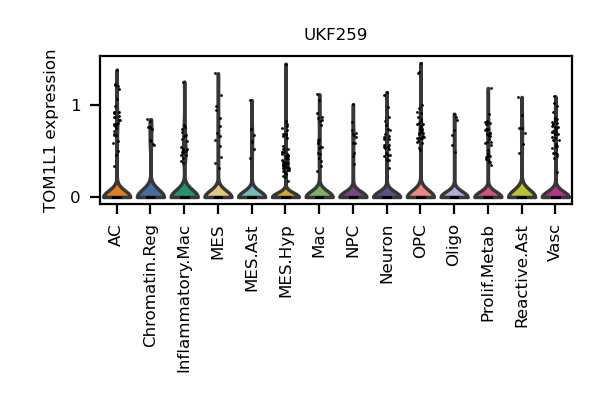 UKF259
TOM1L1 expression
1
0
AC
Chromatin.Reg
Inflammatory.Mac
MES
MES.Ast
MES.Hyp
Mac
NPC
Neuron
OPC
Oligo
Prolif.Metab
Reactive.Ast
Vasc